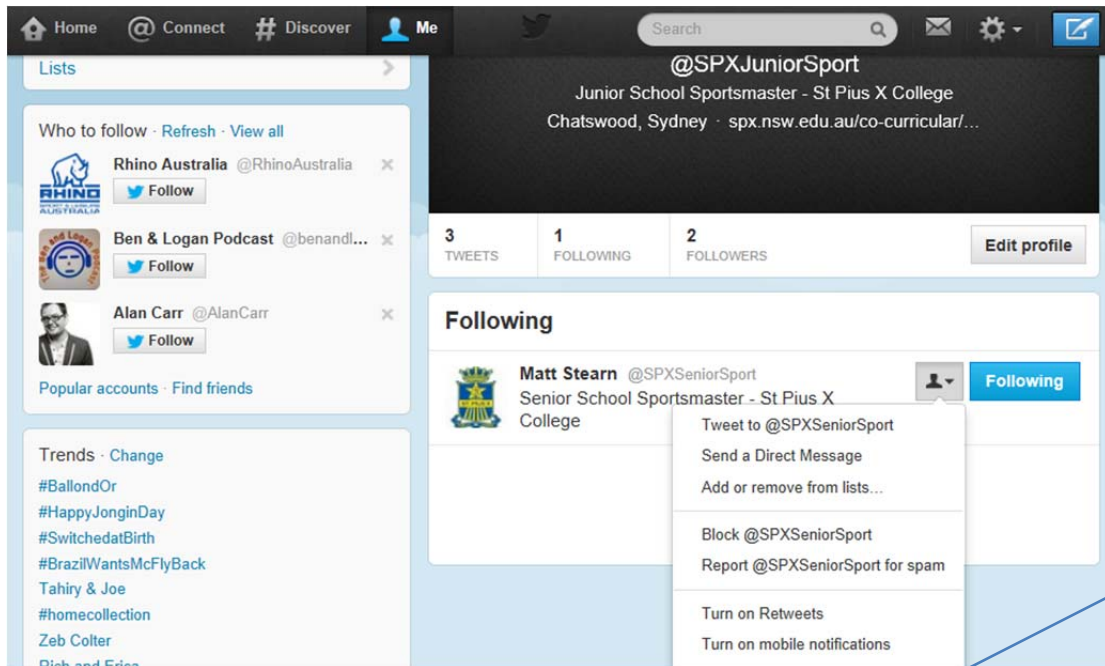 Home @ Connect # Discover Me Search
Lists
Who to follow · Refresh · View all
Rhino Australia @RhinoAustralia
Follow
RHINO
AUSTRALIA
Ben & Logan Podcast @benandl...
Follow
Alan Carr @AlanCarr
Follow
Popular accounts · Find friends
Trends · Change
#BallondOr
#HappyJonginDay
#SwitchedatBirth
#BrazilWantsMcFlyBack
Tahiry & Joe
#homecollection
Zeb Colter
Rich and Erica
@SPXJuniorSport
Junior School Sportsmaster - St Pius X College
Chatswood, Sydney · spx.nsw.edu.au/co-curricular/...
3 1 2
TWEETS FOLLOWING FOLLOWERS
Edit profile
Following
Matt Stearn @SPXSeniorSport
Senior School Sportsmaster - St Pius X
College
Following
Tweet to @SPXSeniorSport
Send a Direct Message
Add or remove from lists...
Block @SPXSeniorSport
Report @SPXSeniorSport for spam
Turn on Retweets
Turn on mobile notifications